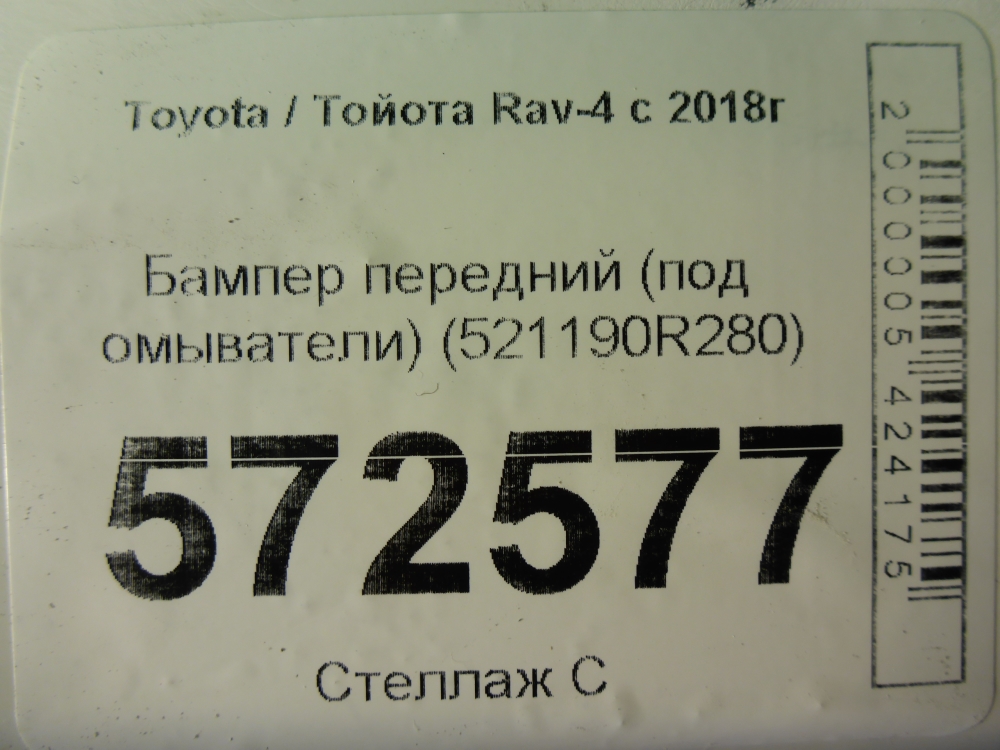 Toyota / Тойота Rav-4 с 2018г
Бампер передний (под
омыватели) (521190R280)
572577
Стеллаж С
2000005424175